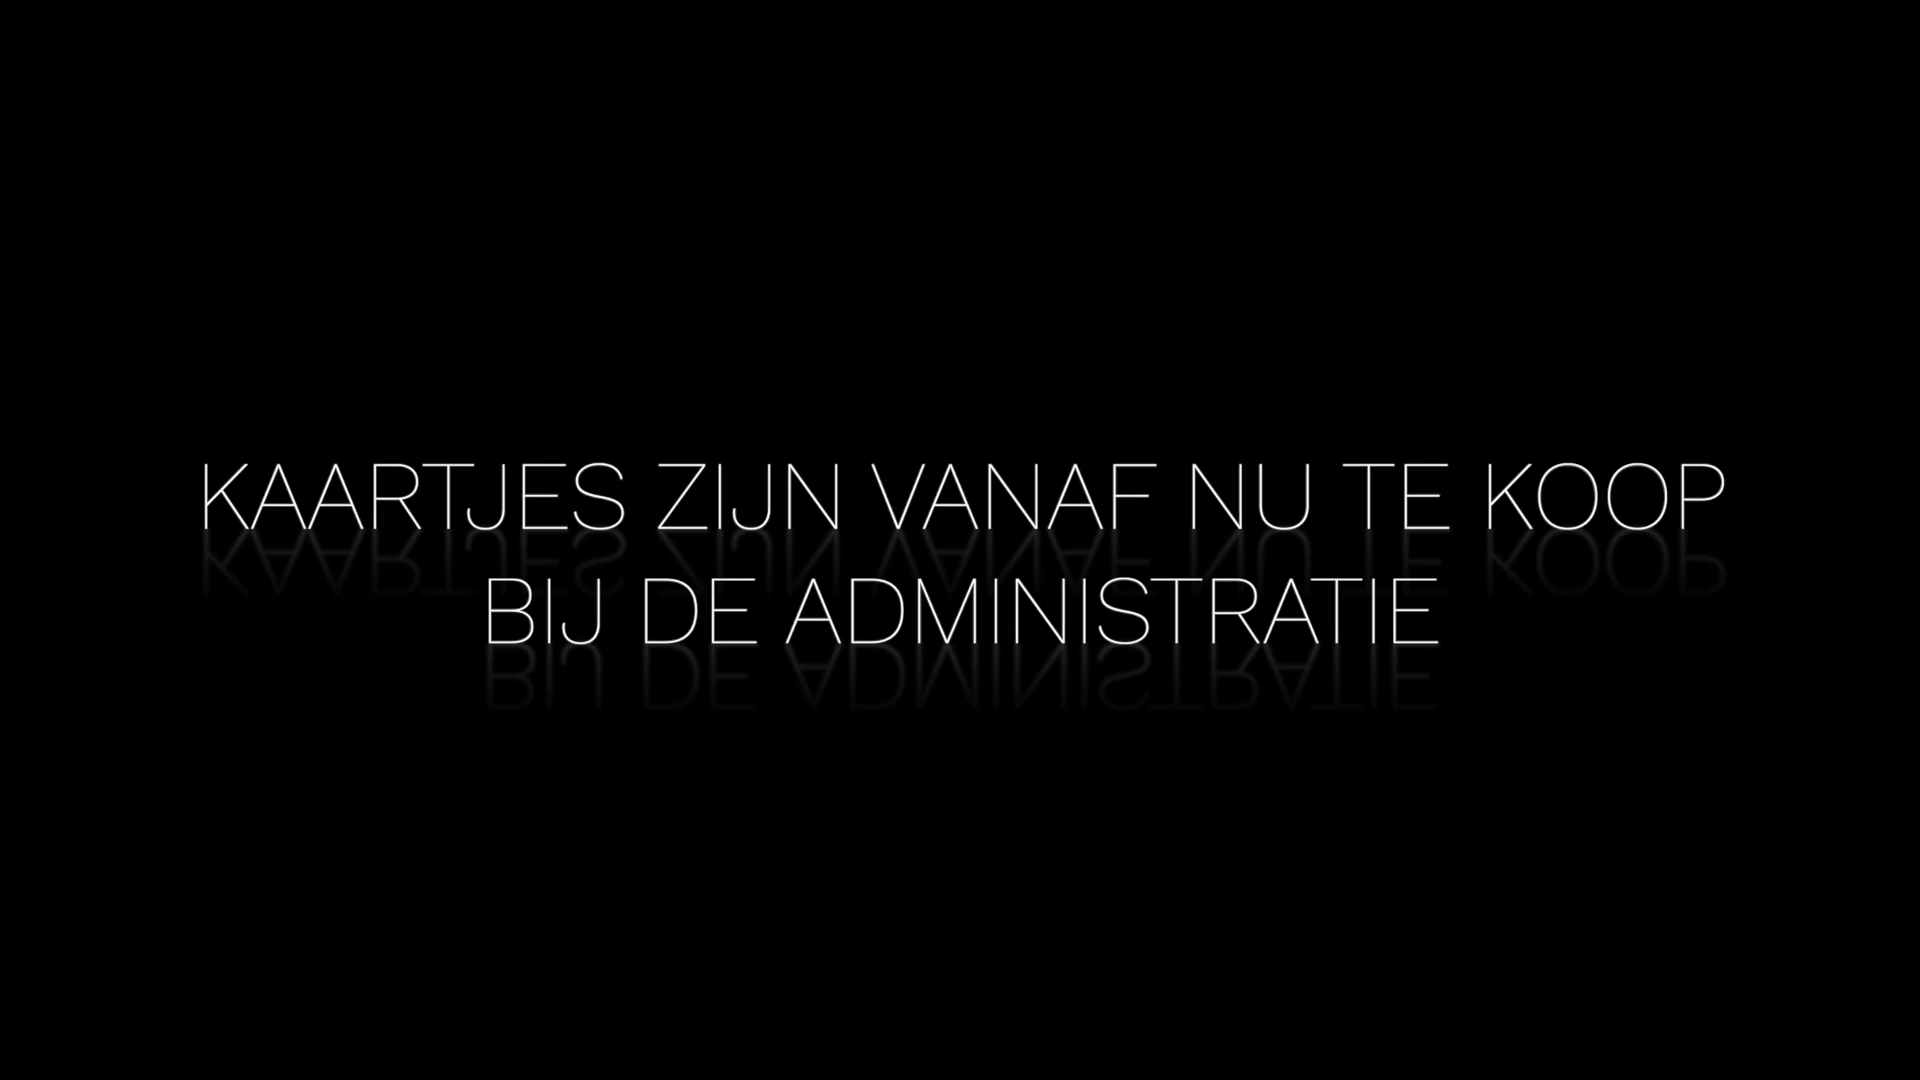 KAARTJES ZIJN VANAF NU TE KOOP
BIJ DE ADMINISTRATIE